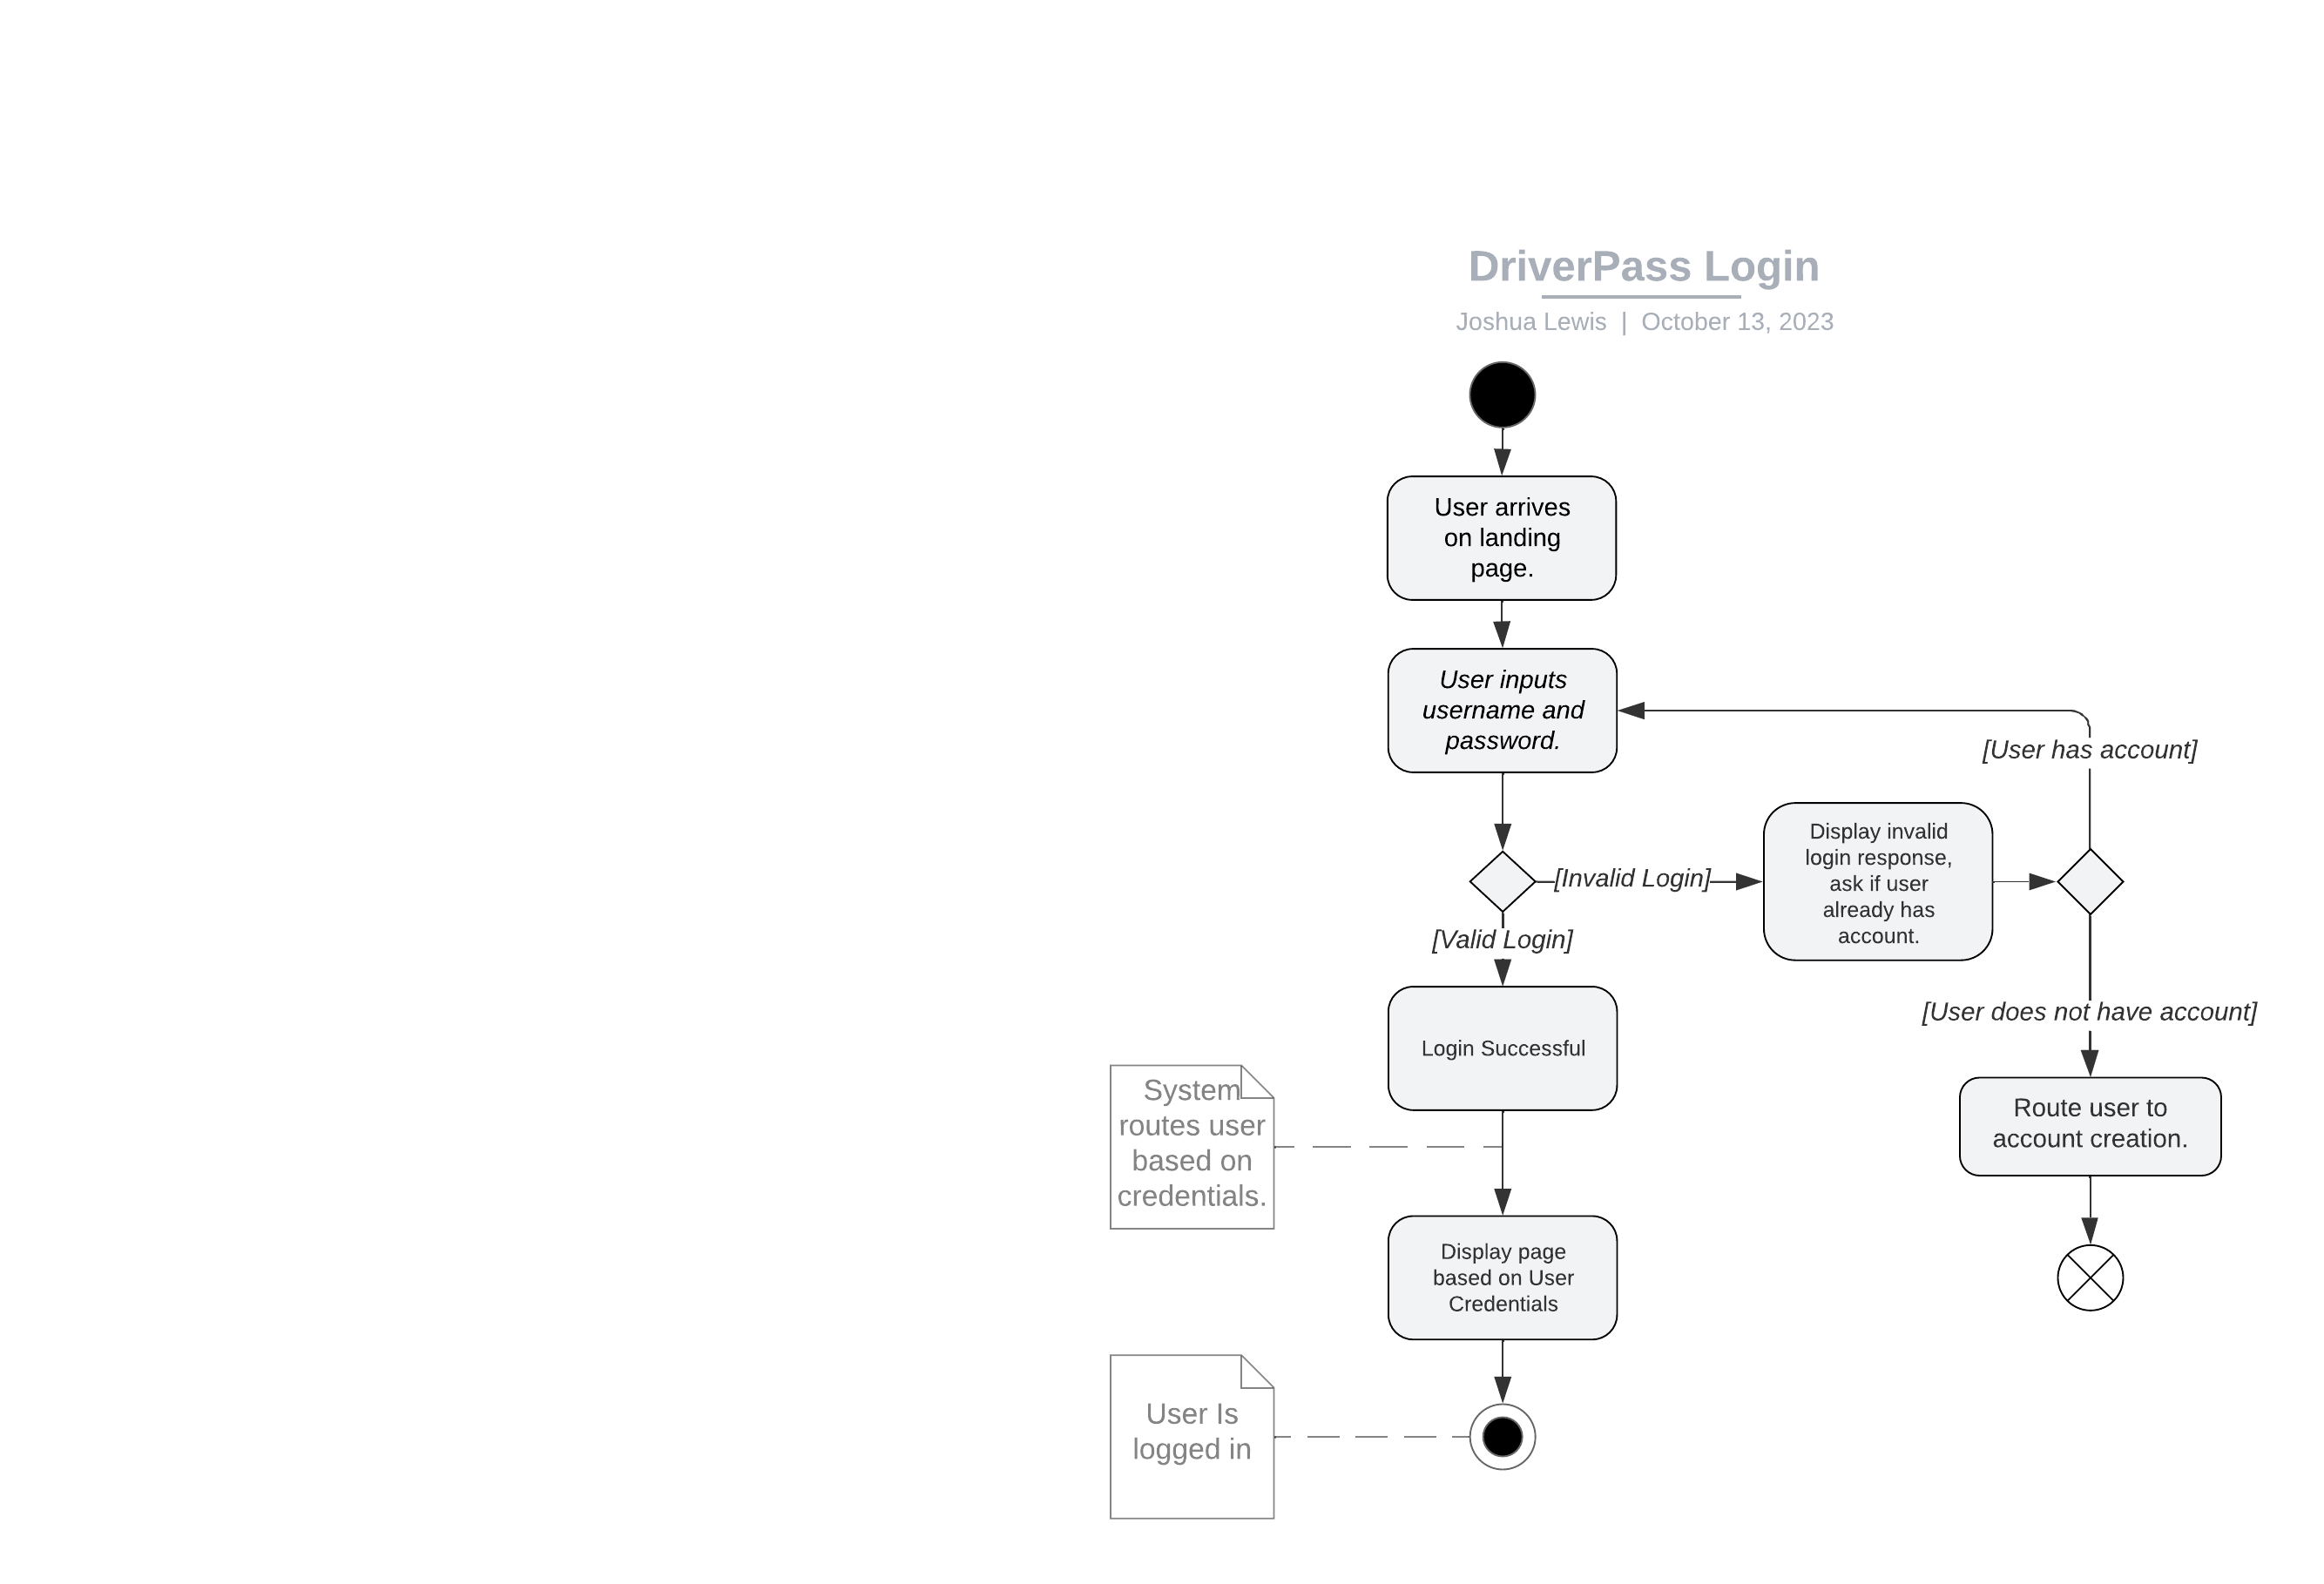 DriverPass Login
Joshua Lewis | October 13, 2023
User arrives
on landing
page.
User inputs
username and
password.
[User has account]
[Invalid Login]
Display invalid
login response,
ask if user
already has
account.
[Valid Login]
[User does not have account]
Login Successful
System
routes user
based on
credentials.
Route user to
account creation.
Display page
based on User
Credentials
User Is
logged in